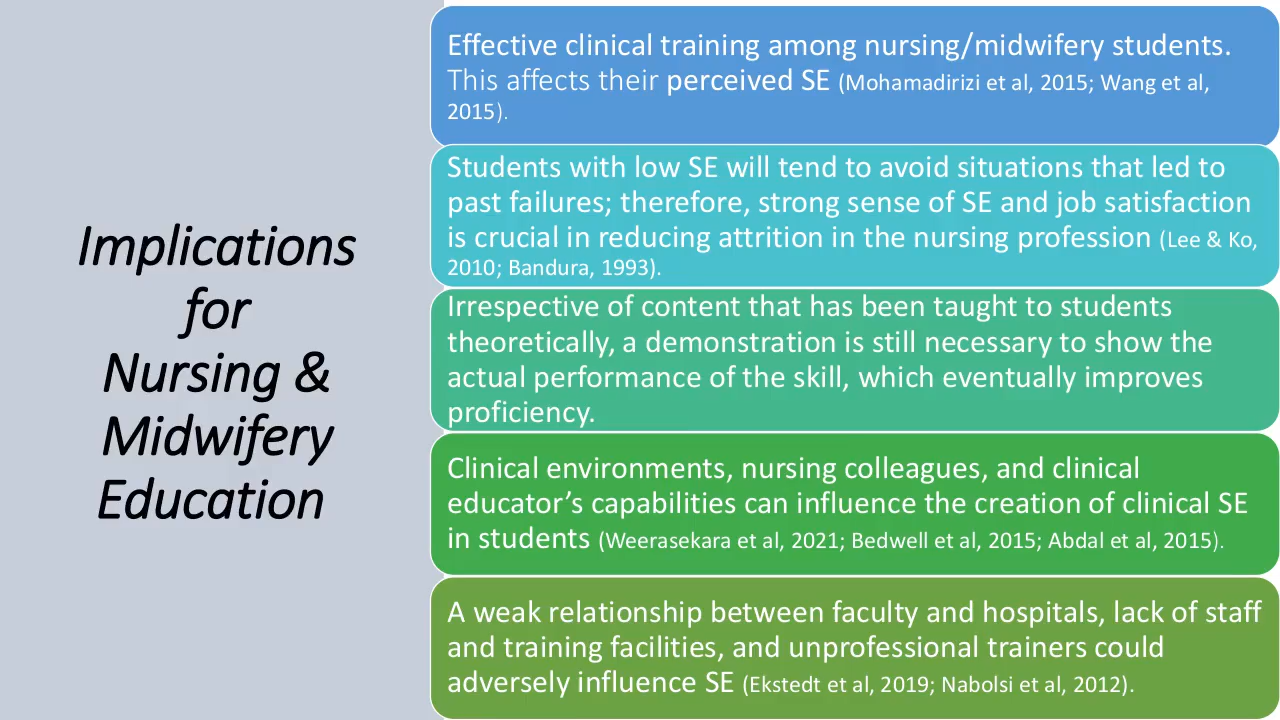 Implications
for
Nursing &
Midwifery
Education
Effective clinical training among nursing/midwifery students.
This affects their perceived SE (Mohamadirizi et al, 2015; Wang et al,
2015).
Students with low SE will tend to avoid situations that led to
past failures; therefore, strong sense of SE and job satisfaction
is crucial in reducing attrition in the nursing profession (Lee & Ko,
2010; Bandura, 1993).
Irrespective of content that has been taught to students
theoretically, a demonstration is still necessary to show the
actual performance of the skill, which eventually improves
proficiency.
Clinical environments, nursing colleagues, and clinical
educator’s capabilities can influence the creation of clinical SE
in students (Weerasekara et al, 2021; Bedwell et al, 2015; Abdal et al, 2015).
A weak relationship between faculty and hospitals, lack of staff
and training facilities, and unprofessional trainers could
adversely influence SE (Ekstedt et al, 2019; Nabolsi et al, 2012).